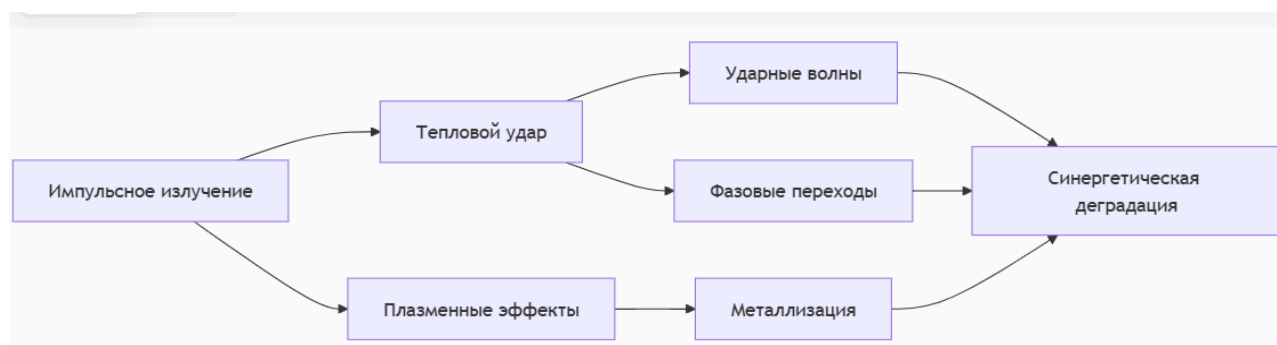 Ударные волны
Тепловой удар
Импульсное излучение
Фазовые переходы
Синергетическая
деградация
Плазменные эффекты
Металлизация